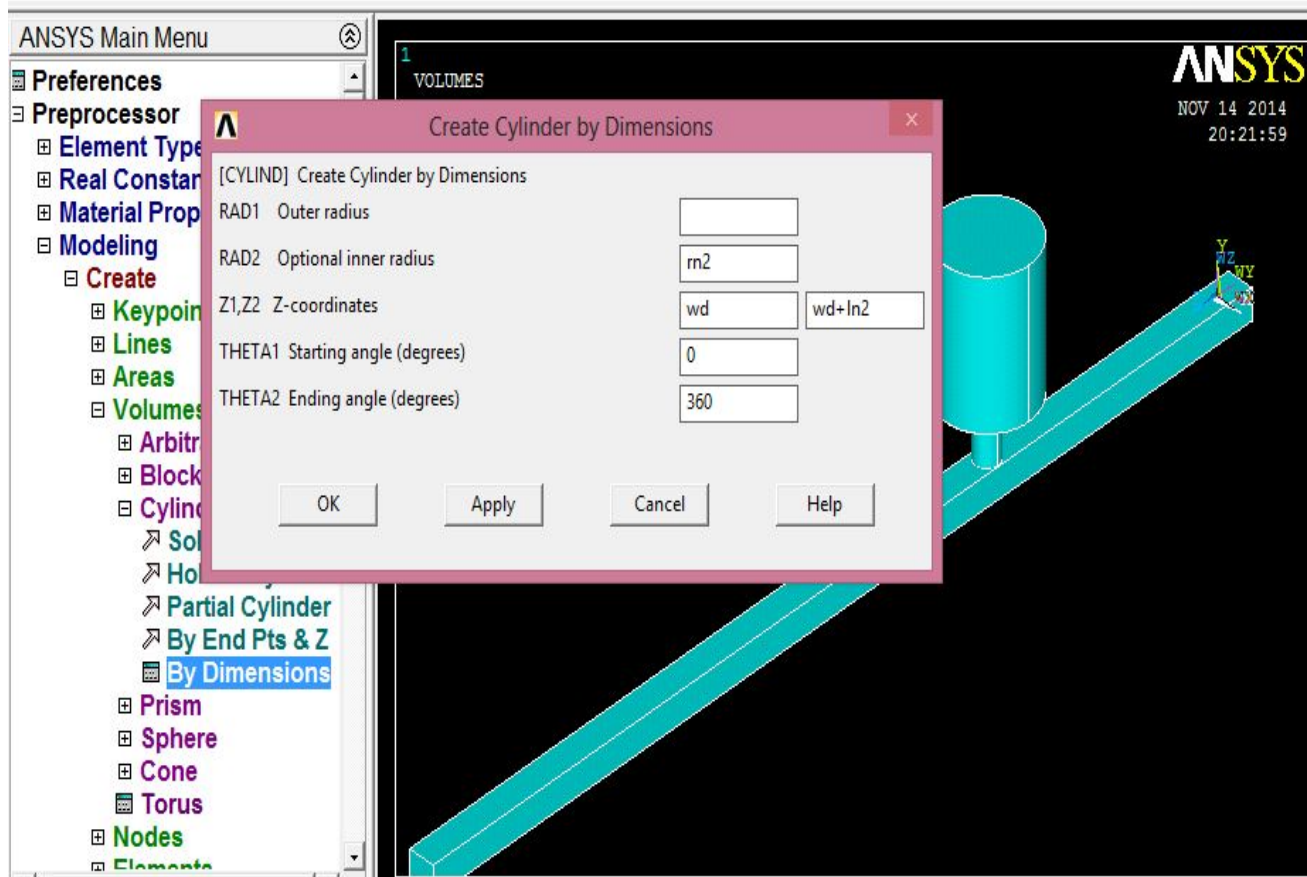 ANSYS Main Menu
Preferences
Preprocessor
Element Type
Real Constan
Material Prop
Modeling
Create
Keypoin
Lines
Areas
Volumes
Arbitr
Block
Cylind
Sol
Hol
Partial Cylinder
By End Pts & Z
By Dimensions
Prism
Sphere
Cone
Torus
Nodes
Elements
Create Cylinder by Dimensions
[CYLIND] Create Cylinder by Dimensions
RAD1 Outer radius
RAD2 Optional inner radius rn2
Z1,Z2 Z-coordinates wd wd+ln2
THETA1 Starting angle (degrees) 0
THETA2 Ending angle (degrees) 360
OK Apply Cancel Help
1
VOLUMES
ANSYS
NOV 14 2014
20:21:59
Y
WZ
WY
WX